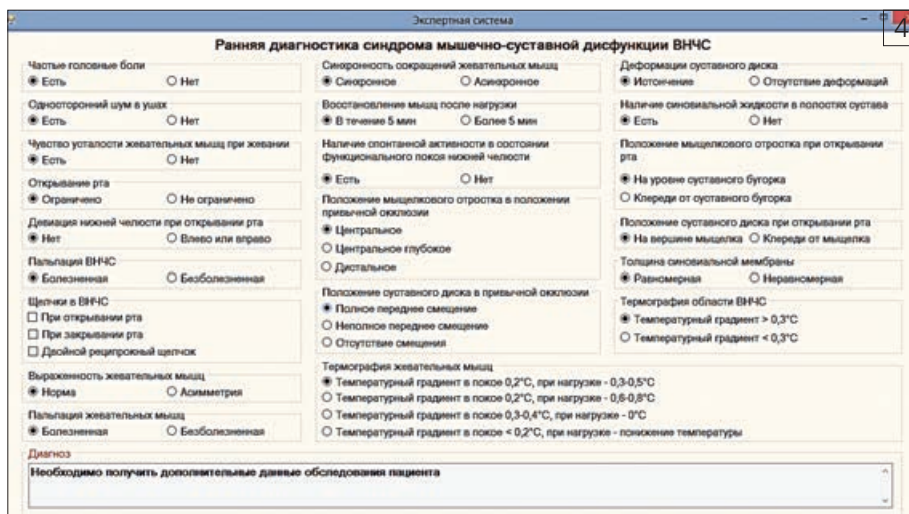 Экспертная система
4
Ранняя диагностика синдрома мышечно-суставной дисфункции ВНЧС
Частые головные боли
Есть Нет
Односторонний шум в ушах
Есть Нет
Чувство усталости жевательных мышц при жевании
Есть Нет
Открывание рта
Ограничено Не ограничено
Девиация нижней челюсти при открывании рта
Нет Влево или вправо
Пальпация ВНЧС
Болезненная Безболезненная
Щелчки в ВНЧС
При открывании рта
При закрывании рта
Двойной реципрокный щелчок
Выраженность жевательных мышц
Норма Асимметрия
Пальпация жевательных мышц
Болезненная Безболезненная
Синхронность сокращений жевательных мышц
Синхронное Асинхронное
Восстановление мышц после нагрузки
В течение 5 мин Более 5 мин
Наличие спонтанной активности в состоянии
функционального покоя нижней челюсти
Есть Нет
Положение мыщелкового отростка в положении
привычной окклюзии
Центральное
Центральное глубокое
Дистальное
Положение суставного диска в привычной окклюзии
Полное переднее смещение
Неполное переднее смещение
Отсутствие смещения
Термография жевательных мышц
Температурный градиент в покое 0,2°С, при нагрузке - 0,3-0,5°С
Температурный градиент в покое 0,2°С, при нагрузке - 0,6-0,8°С
Температурный градиент в покое 0,3-0,4°С, при нагрузке - 0°С
Температурный градиент в покое < 0,2°С, при нагрузке - понижение температуры
Деформации суставного диска
Истончение Отсутствие деформаций
Наличие синовиальной жидкости в полостях сустава
Есть Нет
Положение мыщелкового отростка при открывании
рта
На уровне суставного бугорка
Кпереди от суставного бугорка
Положение суставного диска при открывании рта
На вершине мыщелка Кпереди от мыщелка
Толщина синовиальной мембраны
Равномерная Неравномерная
Термография области ВНЧС
Температурный градиент > 0,3°С
Температурный градиент < 0,3°С
Диагноз
Необходимо получить дополнительные данные обследования пациента